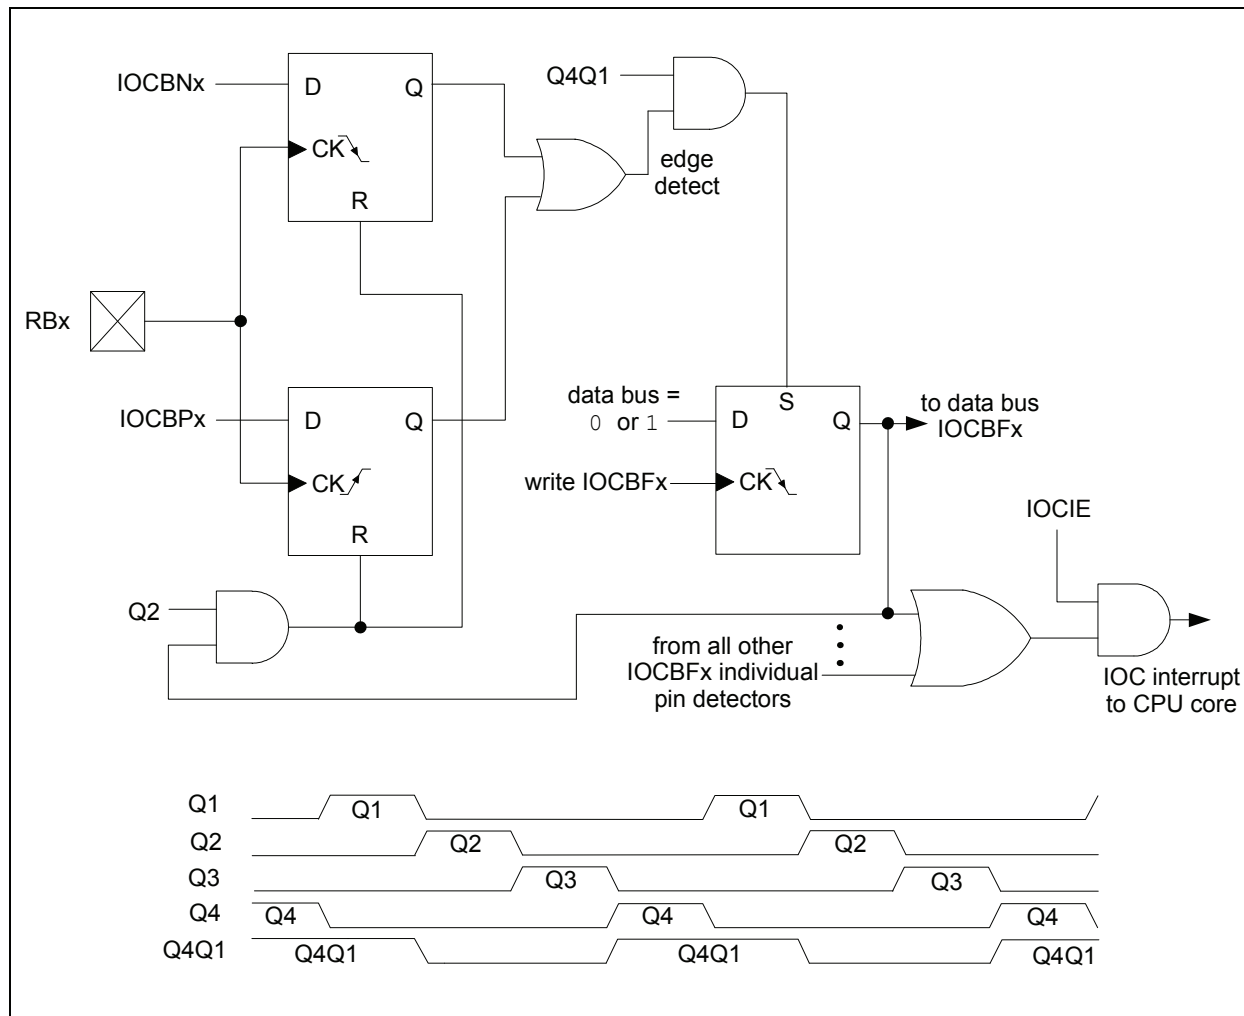 IOCBNx
D
Q
CK
R
Q4Q1
edge
detect
RBx
IOCBPx
D
Q
CK
R
Q2
data bus =
0 or 1
D
S
Q
to data bus
IOCBFx
write IOCBFx
CK
IOCIE
from all other
IOCBFx individual
pin detectors
IOC interrupt
to CPU core
Q1 Q1 Q1
Q2 Q2 Q2
Q3 Q3 Q3
Q4 Q4 Q4 Q4
Q4Q1 Q4Q1 Q4Q1 Q4Q1